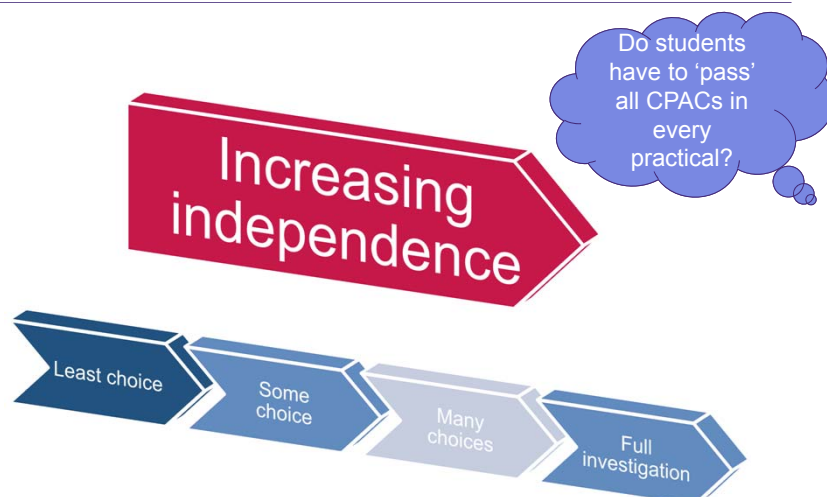 Do students
have to ‘pass’
all CPACs in
every
practical?
Increasing
independence
Least choice
Some
choice
Many
choices
Full
investigation